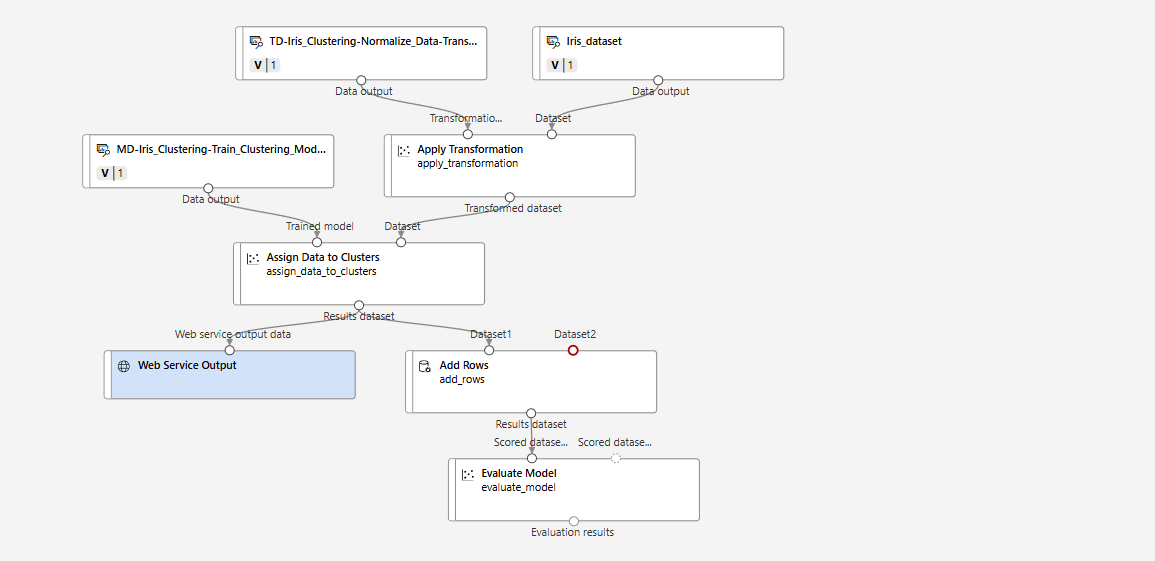 TD-Iris_Clustering-Normalize_Data-Trans...
V 1
Data output
Iris_dataset
V 1
Data output
Transformatio...
Dataset
MD-Iris_Clustering-Train_Clustering_Mod...
V 1
Data output
Apply Transformation
apply_transformation
Transformed dataset
Trained model
Dataset
Assign Data to Clusters
assign_data_to_clusters
Results dataset
Web service output data
Dataset1
Dataset2
Web Service Output
Add Rows
add_rows
Results dataset
Scored datase...
Scored datase...
Evaluate Model
evaluate_model
Evaluation results